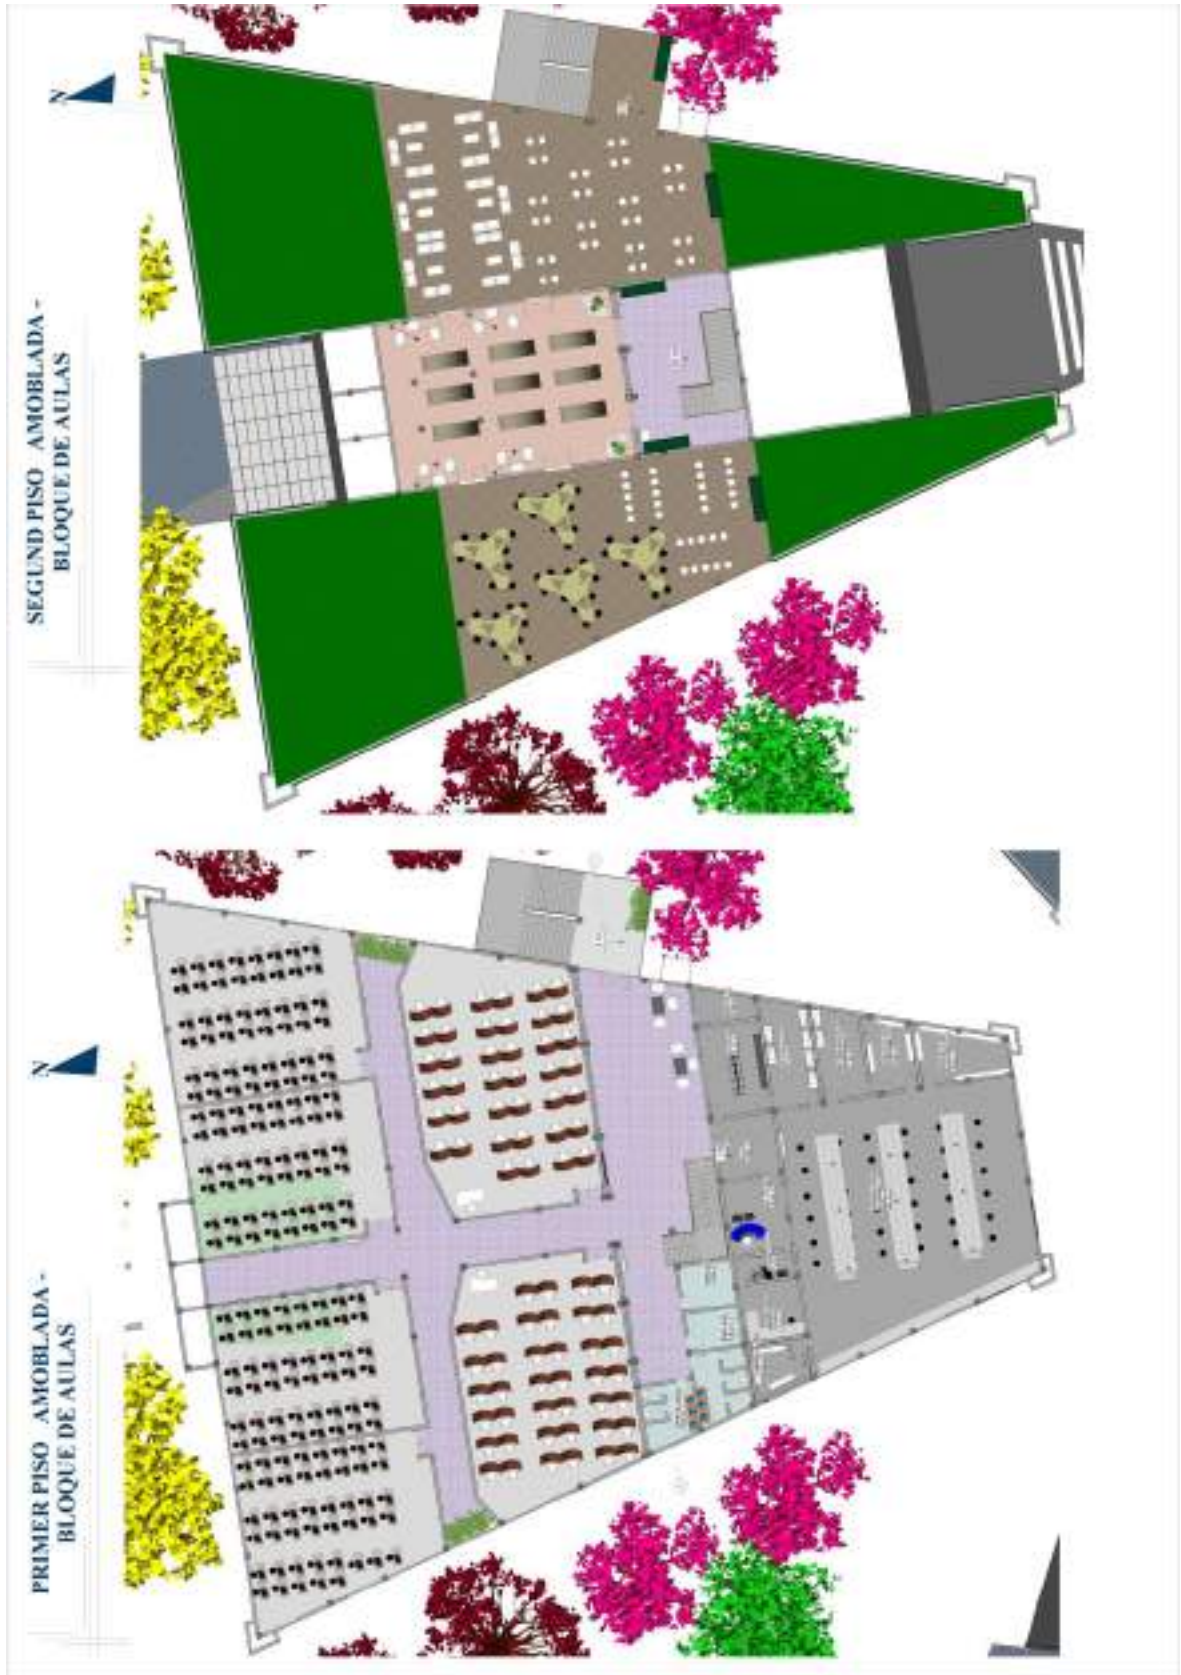 PRIMER PISO AMOBLADA -
BLOQUE DE AULAS
N
SEGUND PISO AMOBLADA -
BLOQUE DE AULAS
N